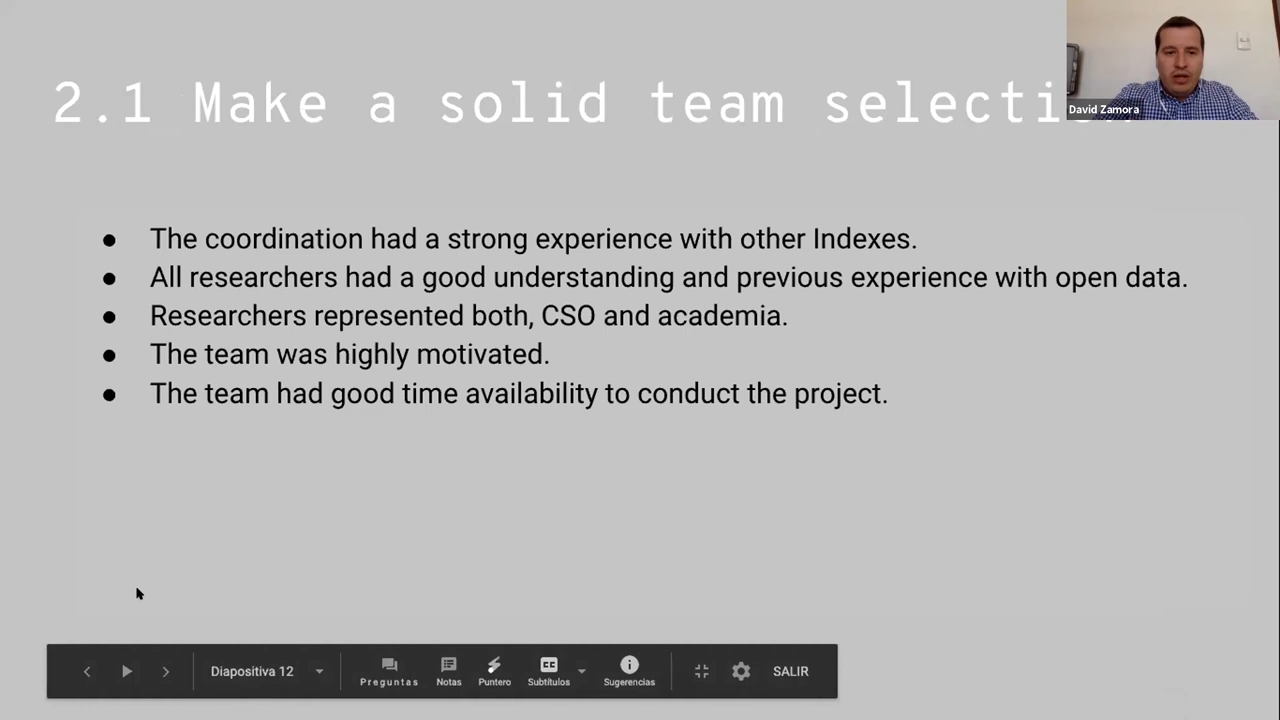 2.1 Make a solid team selection
David Zamora
● The coordination had a strong experience with other Indexes.
● All researchers had a good understanding and previous experience with open data.
● Researchers represented both, CSO and academia.
● The team was highly motivated.
● The team had good time availability to conduct the project.
Diapositiva 12
Preguntas
Notas
Puntero
CC
Subtítulos
Sugerencias
SALIR